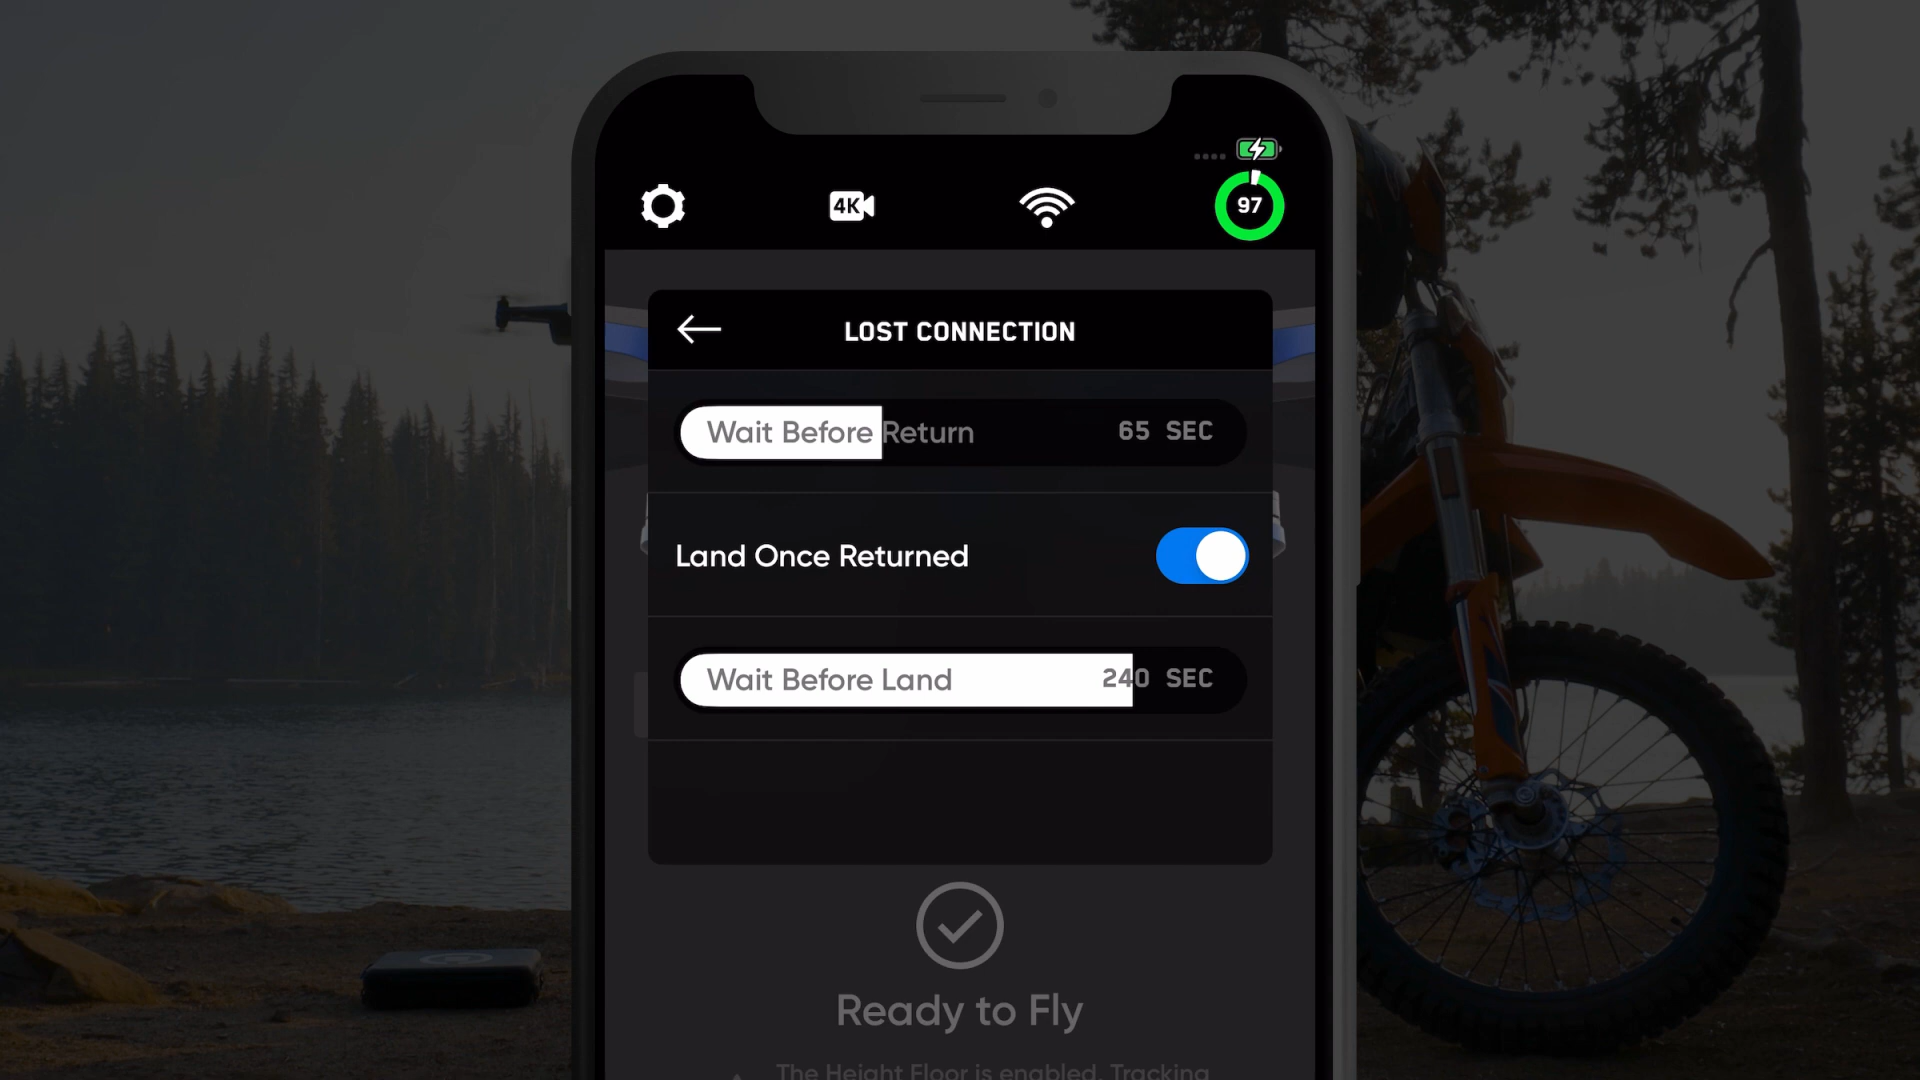 4K
97
LOST CONNECTION
Wait Before Return 65 SEC
Land Once Returned
Wait Before Land 240 SEC
Ready to Fly
The Height Floor is enabled. Tracking